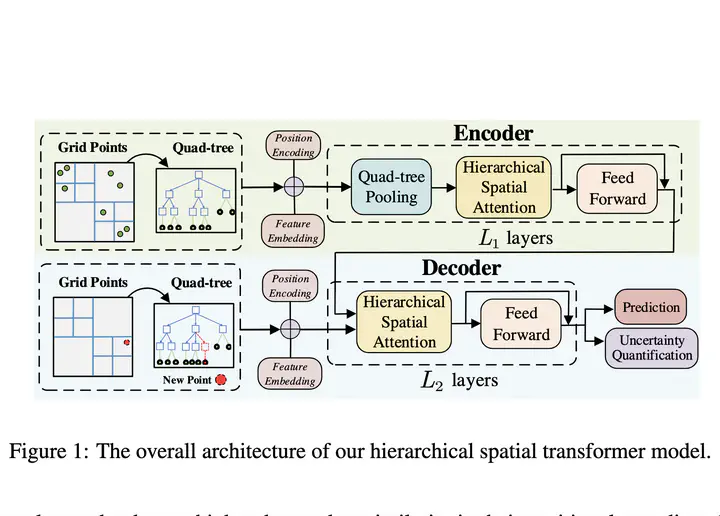 Encoder
Grid Points
Quad-tree
Position
Encoding
Feature
Embedding
Quad-tree
Pooling
Hierarchical
Spatial
Attention
Feed
Forward
L1 layers
Decoder
Grid Points
Quad-tree
New Point
Position
Encoding
Feature
Embedding
Hierarchical
Spatial
Attention
Feed
Forward
L2 layers
Prediction
Uncertainty
Quantification
Figure 1: The overall architecture of our hierarchical spatial transformer model.